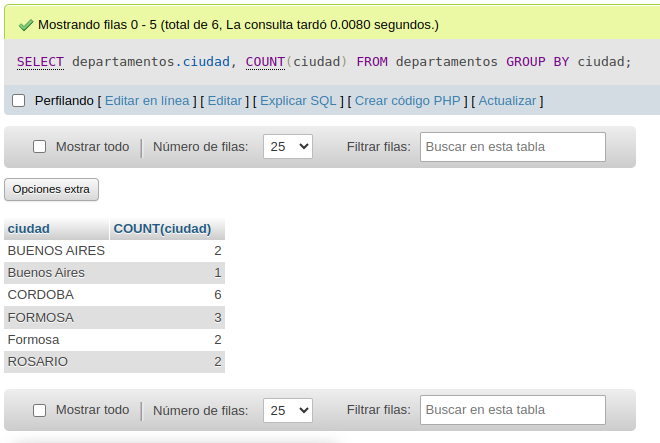 Mostrando filas 0 - 5 (total de 6, La consulta tardó 0.0080 segundos.)
SELECT departamentos.ciudad, COUNT(ciudad) FROM departamentos GROUP BY ciudad;
Perfilando [ Editar en línea ] [ Editar ] [ Explicar SQL ] [ Crear código PHP ] [ Actualizar ]
Mostrar todo | Número de filas: 25 Filtrar filas: Buscar en esta tabla
Opciones extra
ciudad COUNT(ciudad)
BUENOS AIRES 2
Buenos Aires 1
CORDOBA 6
FORMOSA 3
Formosa 2
ROSARIO 2
Mostrar todo | Número de filas: 25 Filtrar filas: Buscar en esta tabla